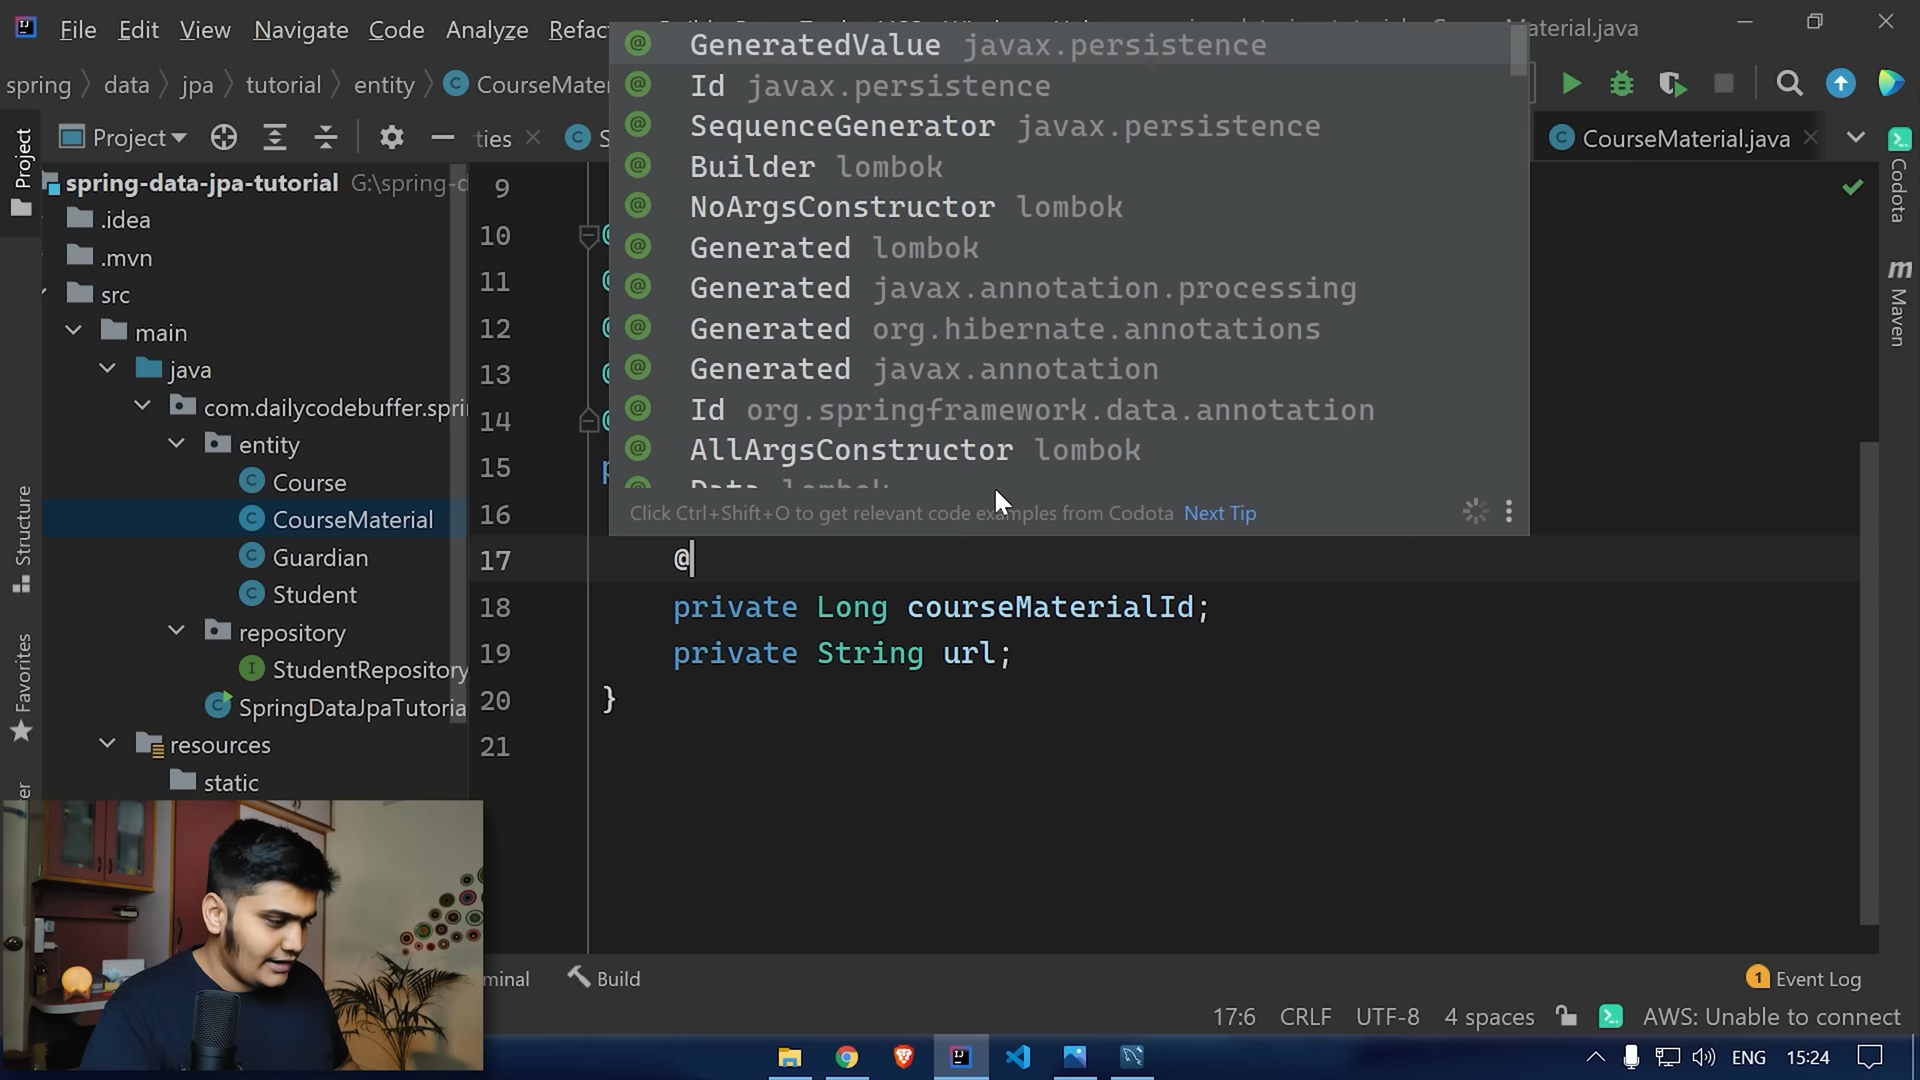 File Edit View Navigate Code Analyze Refac
aterial.java
spring data jpa tutorial entity CourseMater
Project
ties
S
CourseMaterial.java
Project
Structure
Favorites
er
spring-data-jpa-tutorial G:\spring-d
.idea
.mvn
src
main
java
com.dailycodebuffer.spri
entity
Course
CourseMaterial
Guardian
Student
repository
StudentRepository
SpringDataJpaTutoria
resources
static
GeneratedValue javax.persistence
Id javax.persistence
SequenceGenerator javax.persistence
Builder lombok
NoArgsConstructor lombok
Generated lombok
Generated javax.annotation.processing
Generated org.hibernate.annotations
Generated javax.annotation
Id org.springframework.data.annotation
AllArgsConstructor lombok
Data lombok
Click Ctrl+Shift+O to get relevant code examples from Codota Next Tip
9
10 @
11 @
12 @
13 @
14 @
15 p
16
17 @
18 private Long courseMaterialId;
19 private String url;
20 }
21
Codota
m Maven
minal Build
1 Event Log
17:6 CRLF UTF-8 4 spaces AWS: Unable to connect
ENG 15:24